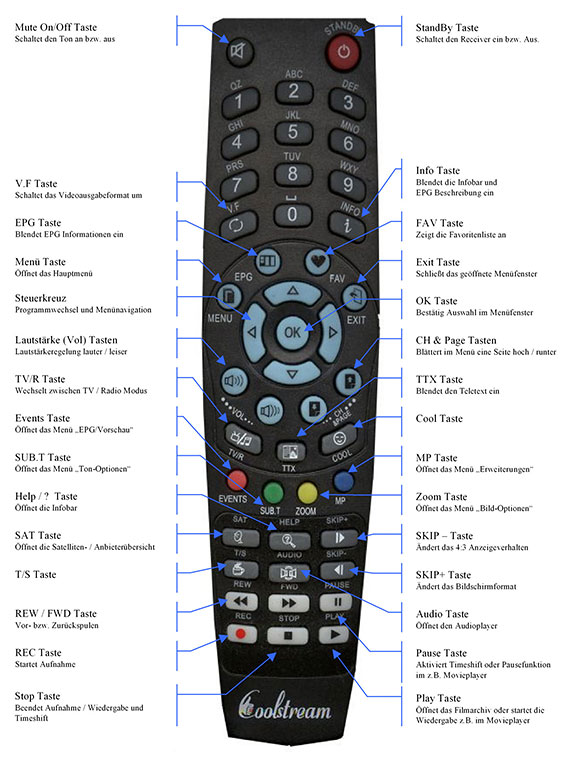 Mute On/Off Taste
Schaltet den Ton an bzw. aus
V.F Taste
Schaltet das Videoausgabeformat um
EPG Taste
Blendet EPG Informationen ein
Menü Taste
Öffnet das Hauptmenü
Steuerkreuz
Programmwechsel und Menünavigation
Lautstärke (Vol) Tasten
Lautstärkeregelung lauter / leiser
TV/R Taste
Wechselt zwischen TV / Radio Modus
Events Taste
Öffnet das Menü „EPG/Vorschau“
SUB.T Taste
Öffnet das Menü „Ton-Optionen“
Help / ? Taste
Öffnet die Infobar
SAT Taste
Öffnet die Satelliten- / Anbieterübersicht
T/S Taste
REW / FWD Taste
Vor- bzw. Zurückspulen
REC Taste
Startet Aufnahme
Stop Taste
Beendet Aufnahme / Wiedergabe und
Timeshift
STANDBY
QZ ABC DEF
1 2 3
GHI JKL MNO
4 5 6
PRS TUV WXY
7 8 9
V.F INFO
0 i
EPG FAV
MENU EXIT
OK
VOL CH
PAGE
TV/R TTX COOL
EVENTS SUB.T ZOOM MP
SAT HELP SKIP+
T/S AUDIO SKIP-
REW FWD PAUSE
REC STOP PLAY
Coolstream
StandBy Taste
Schaltet den Receiver ein bzw. Aus.
Info Taste
Blendet die Infobar und
EPG Beschreibung ein
FAV Taste
Zeigt die Favoritenliste an
Exit Taste
Schließt das geöffnete Menüfenster
OK Taste
Bestätig Auswahl im Menüfenster
CH & Page Tasten
Blättert im Menü eine Seite hoch / runter
TTX Taste
Blendet den Teletext ein
Cool Taste
MP Taste
Öffnet das Menü „Erweiterungen“
Zoom Taste
Öffnet das Menü „Bild-Optionen“
SKIP – Taste
Ändert das 4:3 Anzeigeverhalten
SKIP+ Taste
Ändert das Bildschirmformat
Audio Taste
Öffnet den Audioplayer
Pause Taste
Aktiviert Timeshift oder Pausefunktion
im z.B. Movieplayer
Play Taste
Öffnet das Filmarchiv oder startet die
Wiedergabe z.B. im Movieplayer